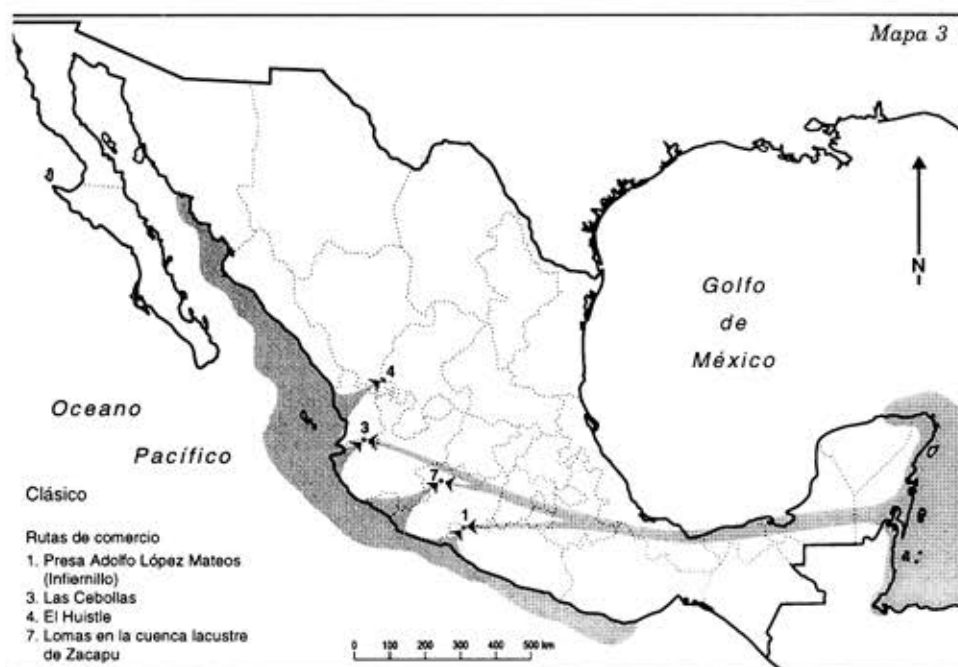 Mapa 3
N
Golfo
de
México
4
3
Oceano
Pacífico
7
1
4
Clásico
Rutas de comercio
1. Presa Adolfo López Mateos
(Infiernillo)
3. Las Cebollas
4. El Huistle
7. Lomas en la cuenca lacustre
de Zacapu
0 100 200 300 400 500 km